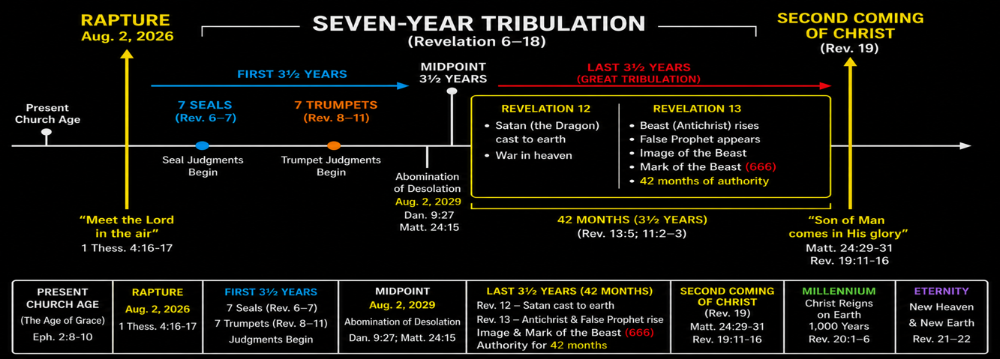 RAPTURE
Aug. 2, 2026
SEVEN-YEAR TRIBULATION
(Revelation 6–18)
SECOND COMING
OF CHRIST
(Rev. 19)
FIRST 3½ YEARS
MIDPOINT
3½ YEARS
LAST 3½ YEARS
(GREAT TRIBULATION)
Present
Church Age
7 SEALS
(Rev. 6–7)
7 TRUMPETS
(Rev. 8–11)
Seal Judgments
Begin
Trumpet Judgments
Begin
Abomination
of Desolation
Aug. 2, 2029
Dan. 9:27
Matt. 24:15
REVELATION 12
• Satan (the Dragon)
cast to earth
• War in heaven
REVELATION 13
• Beast (Antichrist) rises
• False Prophet appears
• Image of the Beast
• Mark of the Beast (666)
• 42 months of authority
42 MONTHS (3½ YEARS)
(Rev. 13:5; 11:2–3)
“Meet the Lord
in the air”
1 Thess. 4:16-17
“Son of Man
comes in His glory”
Matt. 24:29-31
Rev. 19:11-16
PRESENT
CHURCH AGE
(The Age of Grace)
Eph. 2:8-10
RAPTURE
Aug. 2, 2026
1 Thess. 4:16-17
FIRST 3½ YEARS
7 Seals (Rev. 6–7)
7 Trumpets (Rev. 8–11)
Judgments Begin
MIDPOINT
Aug. 2, 2029
Abomination of Desolation
Dan. 9:27; Matt. 24:15
LAST 3½ YEARS (42 MONTHS)
Rev. 12 – Satan cast to earth
Rev. 13 – Antichrist & False Prophet rise
Image & Mark of the Beast (666)
Authority for 42 months
SECOND COMING
OF CHRIST
(Rev. 19)
Matt. 24:29-31
Rev. 19:11-16
MILLENNIUM
Christ Reigns
on Earth
1,000 Years
Rev. 20:1–6
ETERNITY
New Heaven
& New Earth
Rev. 21–22